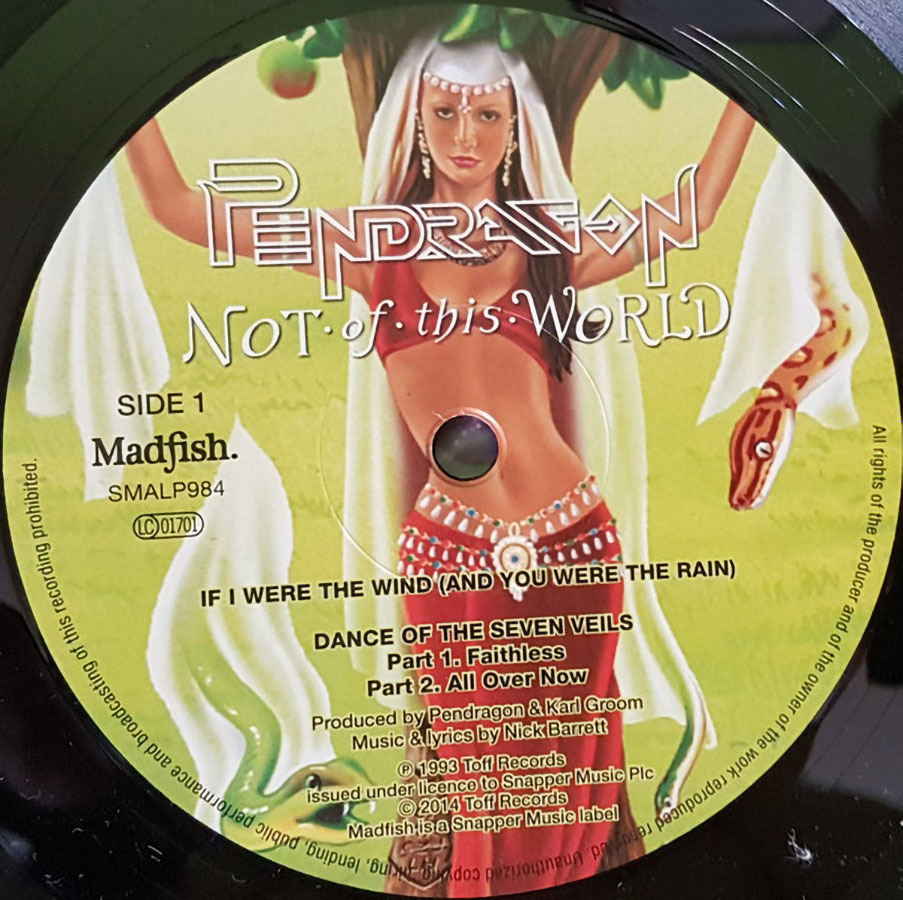 PENDRAGON
NOT·of·this·WORLD
SIDE 1
Madfish.
SMALP984
LC 01701
IF I WERE THE WIND (AND YOU WERE THE RAIN)
DANCE OF THE SEVEN VEILS
Part 1. Faithless
Part 2. All Over Now
Produced by Pendragon & Karl Groom
Music & lyrics by Nick Barrett
℗ 1993 Toff Records
issued under licence to Snapper Music Plc
© 2014 Toff Records
Madfish is a Snapper Music label
All rights of the producer and of the owner of the work reproduced reserved. Unauthorized copying, hiring, lending, public performance and broadcasting of this recording prohibited.